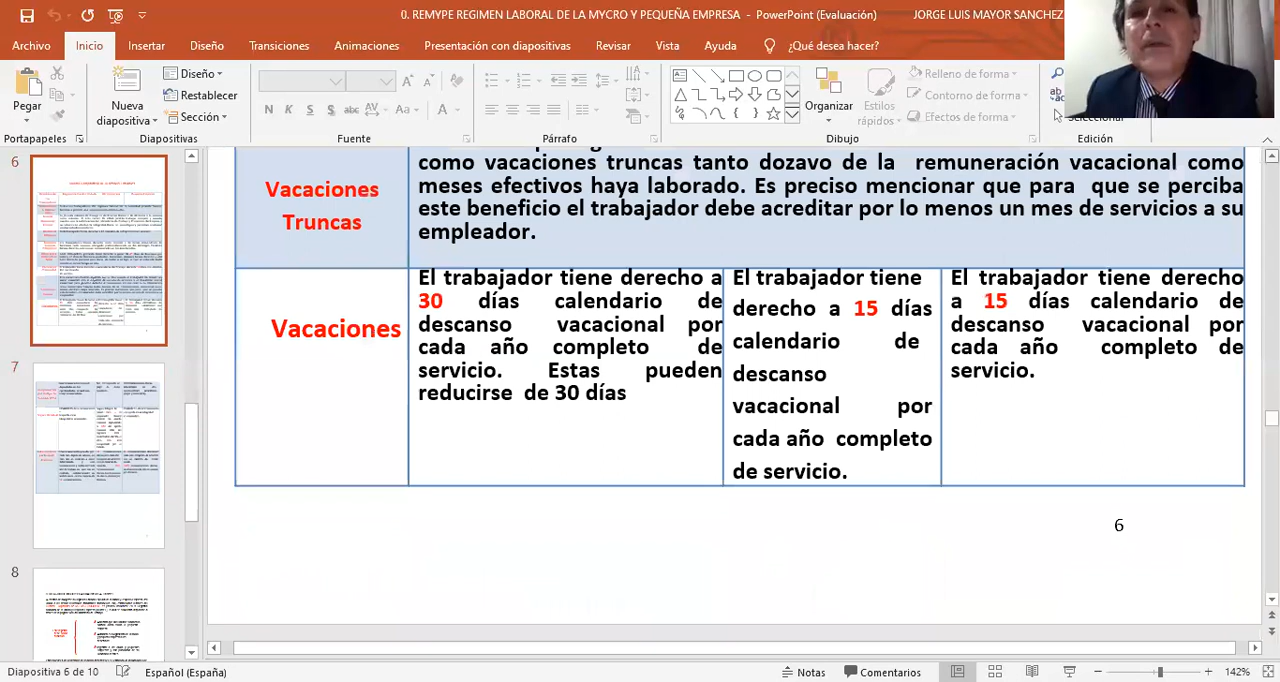 0. REMYPE REGIMEN LABORAL DE LA MYCRO Y PEQUEÑA EMPRESA - PowerPoint (Evaluación)
JORGE LUIS MAYOR SANCHEZ
Archivo Inicio Insertar Diseño Transiciones Animaciones Presentación con diapositivas Revisar Vista Ayuda ¿Qué desea hacer?
Pegar
Nueva
diapositiva
Diseño
Restablecer
Sección
N K S S abc AV Aa A
Organizar
Estilos
rápidos
Relleno de forma
Contorno de forma
Efectos de forma
Seleccionar
Portapapeles
Diapositivas
Fuente
Párrafo
Dibujo
Edición
6
7
8
Vacaciones
Truncas
como vacaciones truncas tanto dozavo de la remuneración vacacional como
meses efectivos haya laborado. Es preciso mencionar que para que se perciba
este beneficio el trabajador debe acreditar por lo menos un mes de servicios a su
empleador.
Vacaciones
El trabajador tiene derecho a
30 días calendario de
descanso vacacional por
cada año completo de
servicio. Estas pueden
reducirse de 30 días
El trabajador tiene
derecho a 15 días
calendario de
descanso
vacacional por
cada año completo
de servicio.
El trabajador tiene derecho
a 15 días calendario de
descanso vacacional por
cada año completo de
servicio.
6
Diapositiva 6 de 10
Español (España)
Notas
Comentarios
142%